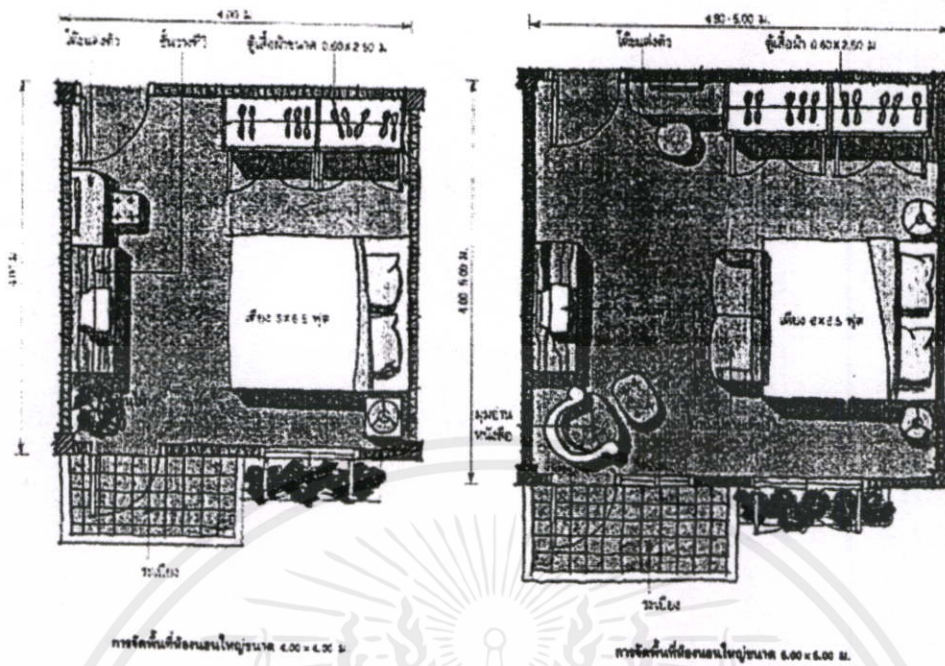 4.00 ม.
โต๊ะแต่งตัว
ชั้นวางทีวี
ตู้เสื้อผ้าขนาด 0.60x2.50 ม
เตียง 5x6.5 ฟุต
ระเบียง
การจัดพื้นที่ห้องนอนใหญ่ขนาด 4.00 x 4.50 ม.
4.50 - 5.00 ม.
โต๊ะแต่งตัว
ตู้เสื้อผ้า 0.60x2.50 ม
เตียง 6x6.5 ฟุต
มุมอ่าน
หนังสือ
ระเบียง
การจัดพื้นที่ห้องนอนใหญ่ขนาด 5.00 x 5.00 ม.